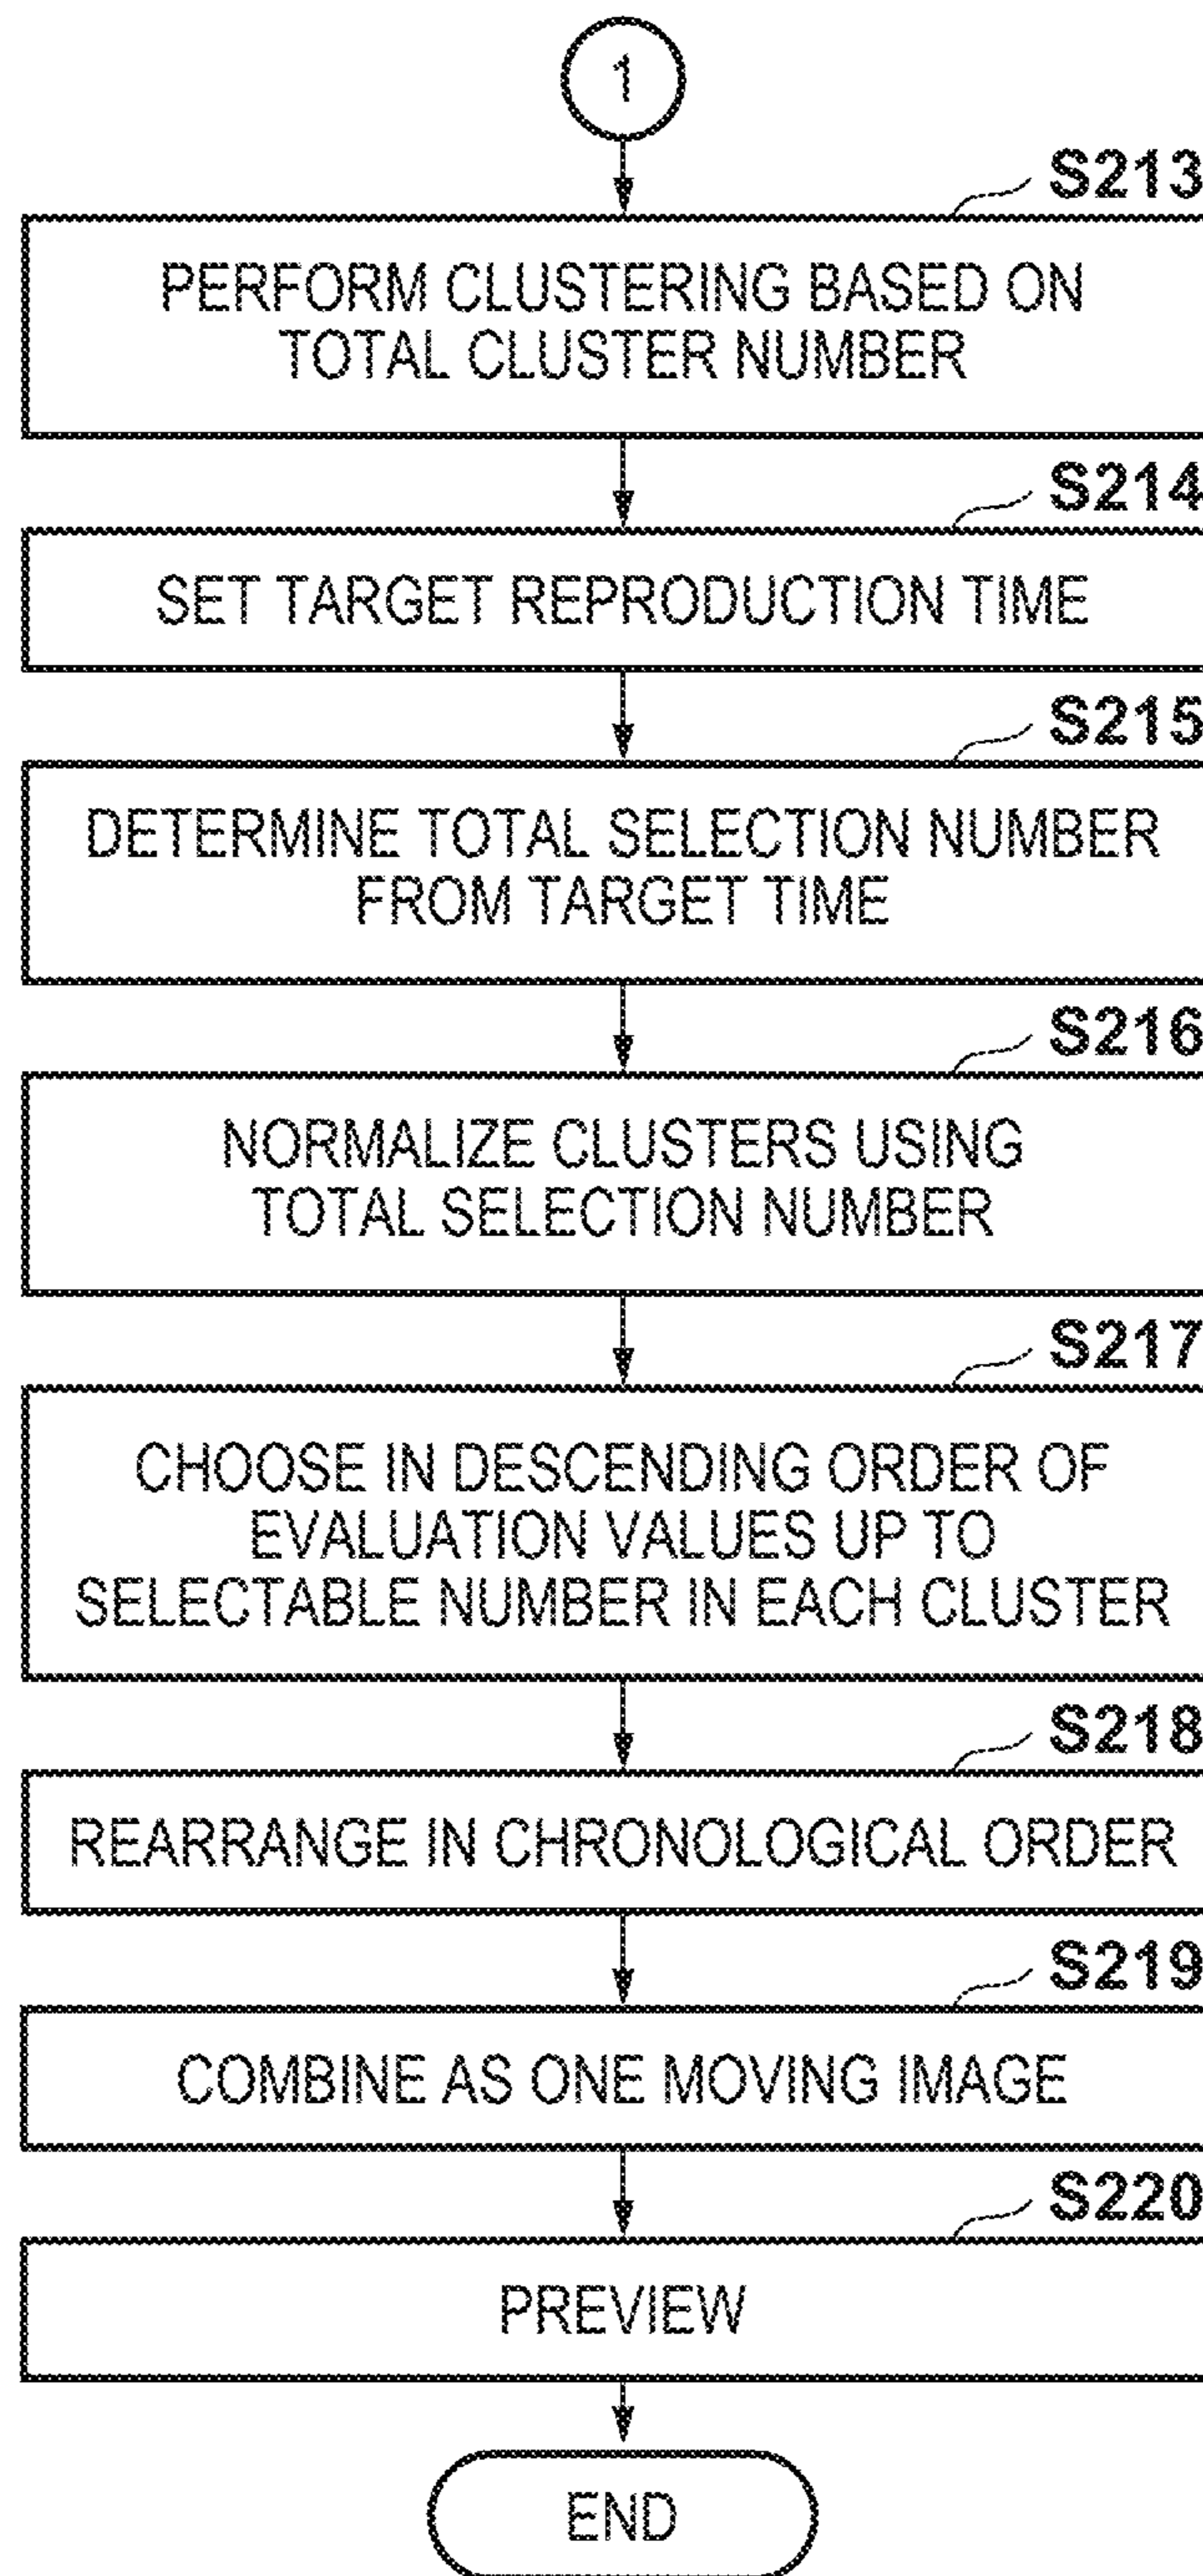 1
S213
PERFORM CLUSTERING BASED ON
TOTAL CLUSTER NUMBER
S214
SET TARGET REPRODUCTION TIME
S215
DETERMINE TOTAL SELECTION NUMBER
FROM TARGET TIME
S216
NORMALIZE CLUSTERS USING
TOTAL SELECTION NUMBER
S217
CHOOSE IN DESCENDING ORDER OF
EVALUATION VALUES UP TO
SELECTABLE NUMBER IN EACH CLUSTER
S218
REARRANGE IN CHRONOLOGICAL ORDER
S219
COMBINE AS ONE MOVING IMAGE
S220
PREVIEW
END